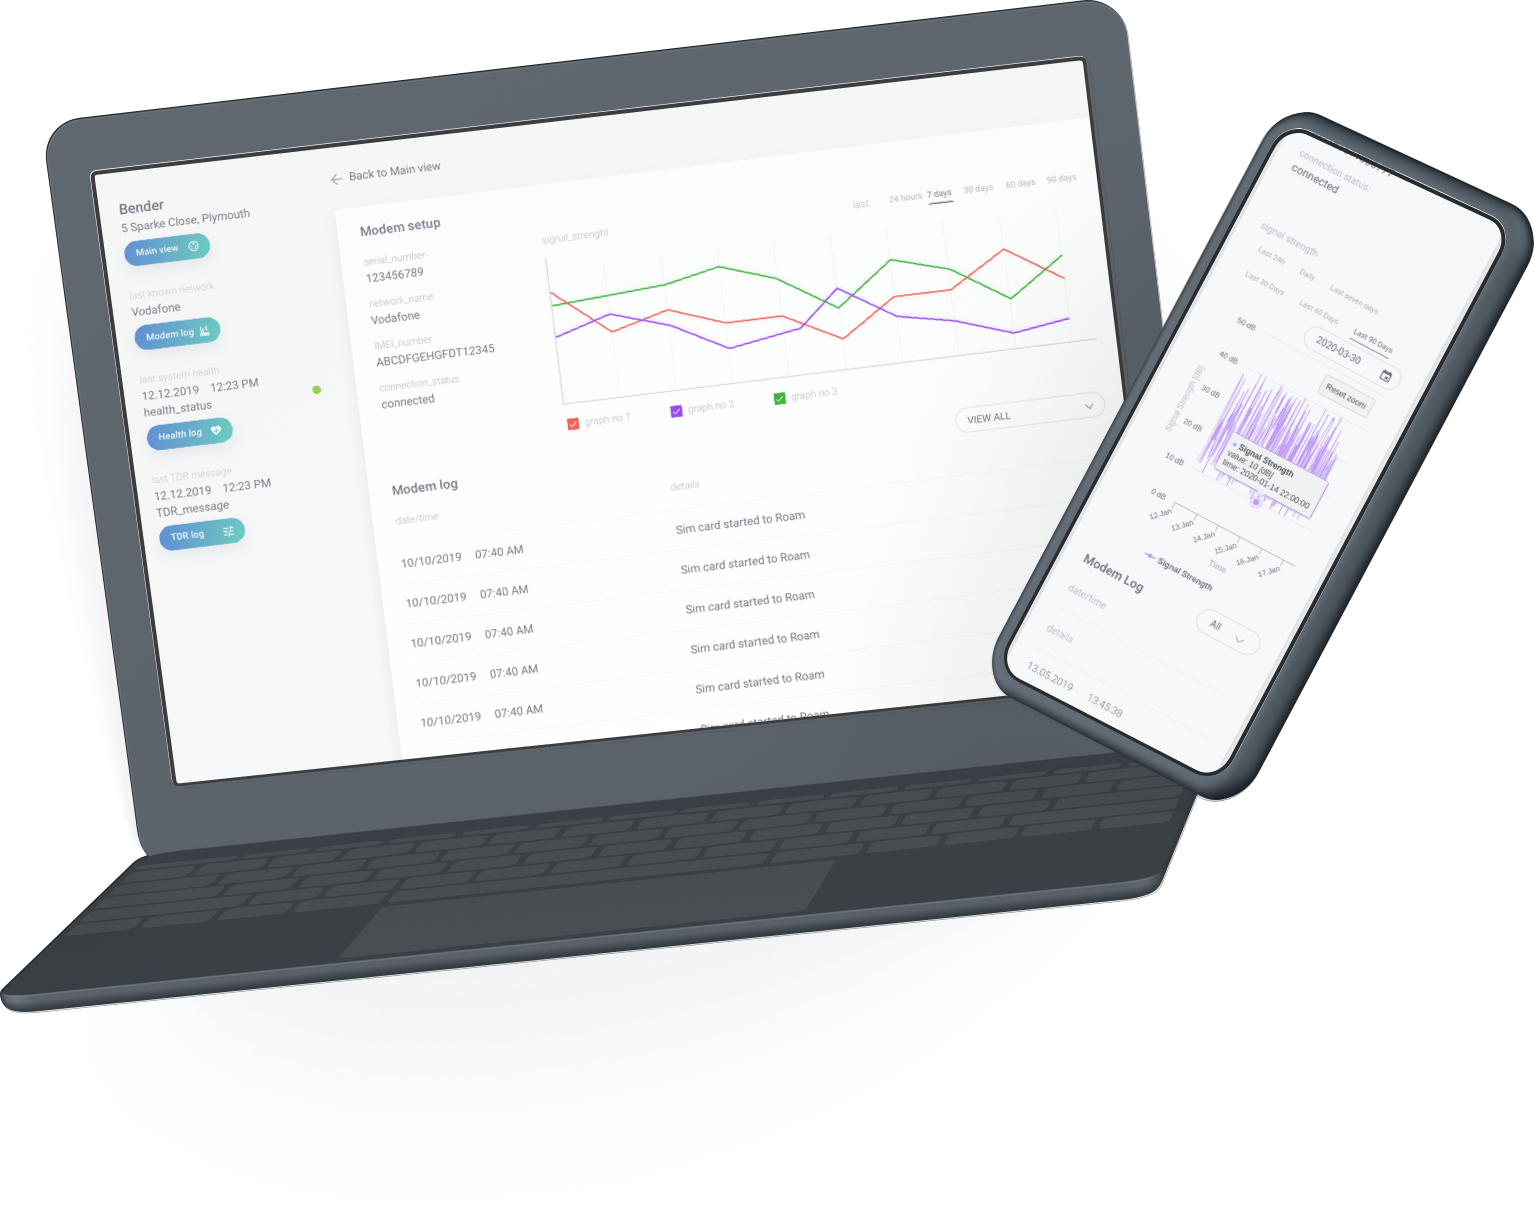 Back to Main view
Bender
5 Sparke Close, Plymouth
Main view
last known network
Vodafone
Modem log
last system health
12.12.2019 12:23 PM
health_status
Health log
last TDR message
12.12.2019 12:23 PM
TDR_message
TDR log
Modem setup
serial_number
123456789
network_name
Vodafone
IMEI_number
ABCDFGEHGFDT12345
connection_status
connected
signal_strenght
last: 24 hours 7 days 30 days 60 days 90 days
graph no 1 graph no 2 graph no 3
VIEW ALL
Modem log
date/time details
10/10/2019 07:40 AM Sim card started to Roam
10/10/2019 07:40 AM Sim card started to Roam
10/10/2019 07:40 AM Sim card started to Roam
10/10/2019 07:40 AM Sim card started to Roam
10/10/2019 07:40 AM Sim card started to Roam
Sim card started to Roam
connection status:
connected
signal strength
Last 24h Daily Last seven days
Last 30 Days Last 60 Days Last 90 Days
2020-03-30
Reset zoom
50 dB
40 dB
30 dB
20 dB
10 dB
0 dB
Signal Strength [dB]
Signal Strength
value: 10 [dB]
time: 2020-01-14 22:00:00
12.Jan 13.Jan 14.Jan 15.Jan 16.Jan 17.Jan
Time
Signal Strength
Modem Log
All
date/time
details
13.05.2019 13:45:38